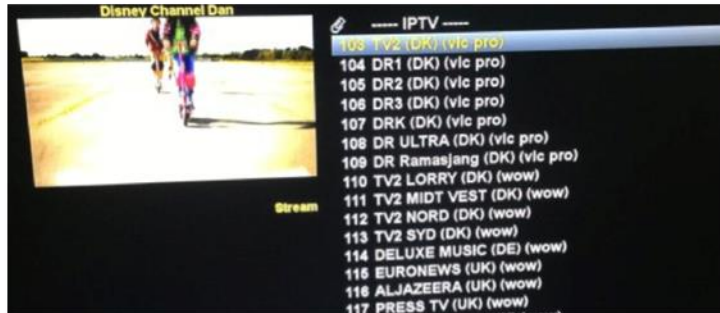 Disney Channel Dan
Stream
----- IPTV -----
103 TV2 (DK) (vlc pro)
104 DR1 (DK) (vlc pro)
105 DR2 (DK) (vlc pro)
106 DR3 (DK) (vlc pro)
107 DRK (DK) (vlc pro)
108 DR ULTRA (DK) (vlc pro)
109 DR Ramasjang (DK) (vlc pro)
110 TV2 LORRY (DK) (wow)
111 TV2 MIDT VEST (DK) (wow)
112 TV2 NORD (DK) (wow)
113 TV2 SYD (DK) (wow)
114 DELUXE MUSIC (DE) (wow)
115 EURONEWS (UK) (wow)
116 ALJAZEERA (UK) (wow)
117 PRESS TV (UK) (wow)